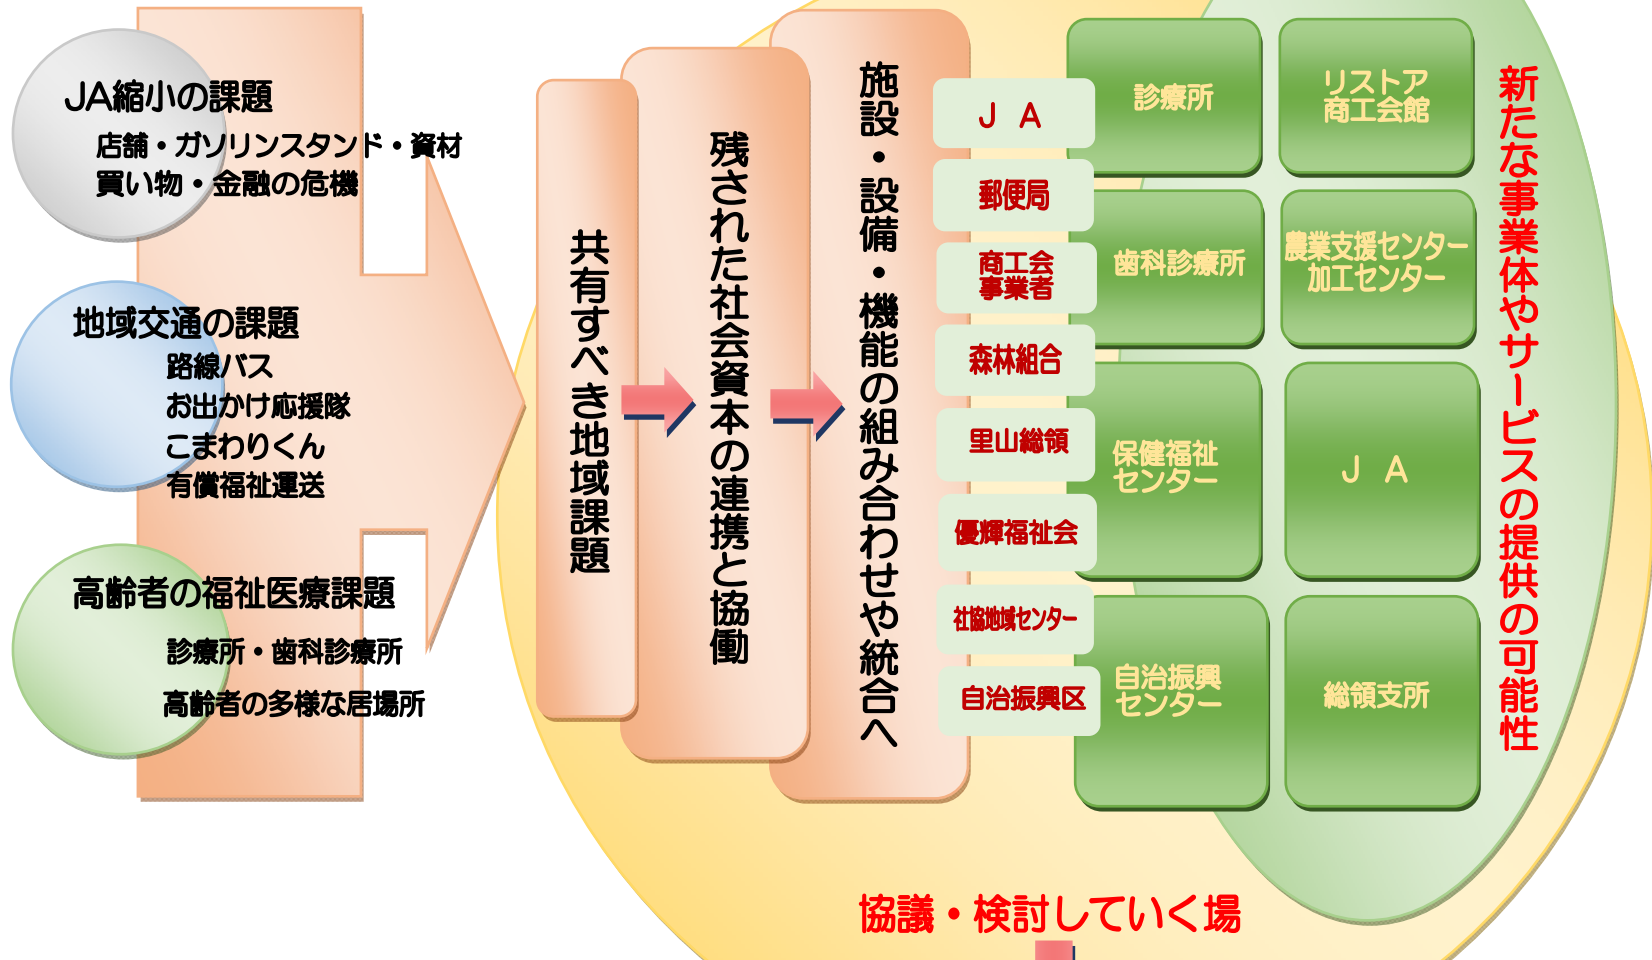 JA縮小の課題
店舗・ガソリンスタンド・資材
買い物・金融の危機
地域交通の課題
路線バス
お出かけ応援隊
こまわりくん
有償福祉運送
高齢者の福祉医療課題
診療所・歯科診療所
高齢者の多様な居場所
共有すべき地域課題
残された社会資本の連携と協働
施設・設備・機能の組み合わせや統合へ
JA
郵便局
商工会
事業者
森林組合
里山総領
優輝福祉会
社協地域センター
自治振興区
診療所
リストア
商工会館
歯科診療所
農業支援センター
加工センター
保健福祉
センター
JA
自治振興
センター
総領支所
新たな事業体やサービスの提供の可能性
協議・検討していく場